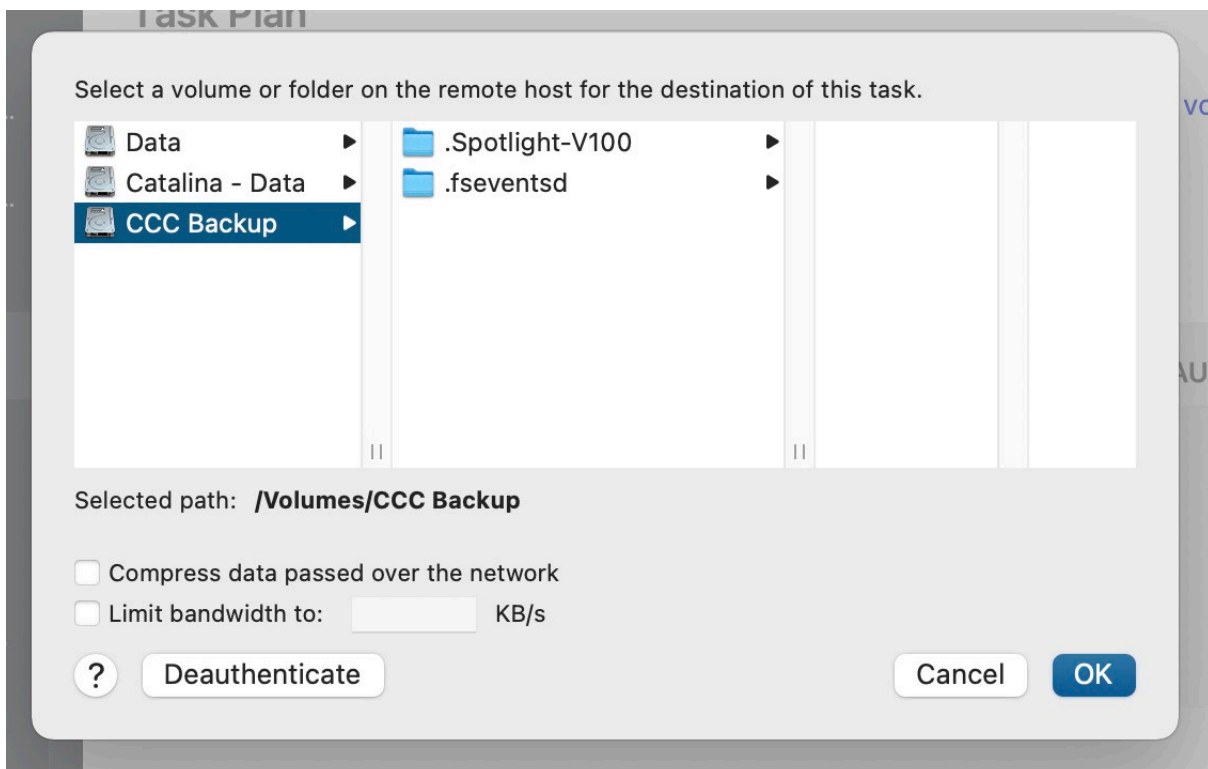 Task Plan
Select a volume or folder on the remote host for the destination of this task.
vo
Data
.Spotlight-V100
Catalina - Data
.fseventsd
CCC Backup
AU
Selected path: /Volumes/CCC Backup
Compress data passed over the network
Limit bandwidth to: KB/s
? Deauthenticate Cancel OK